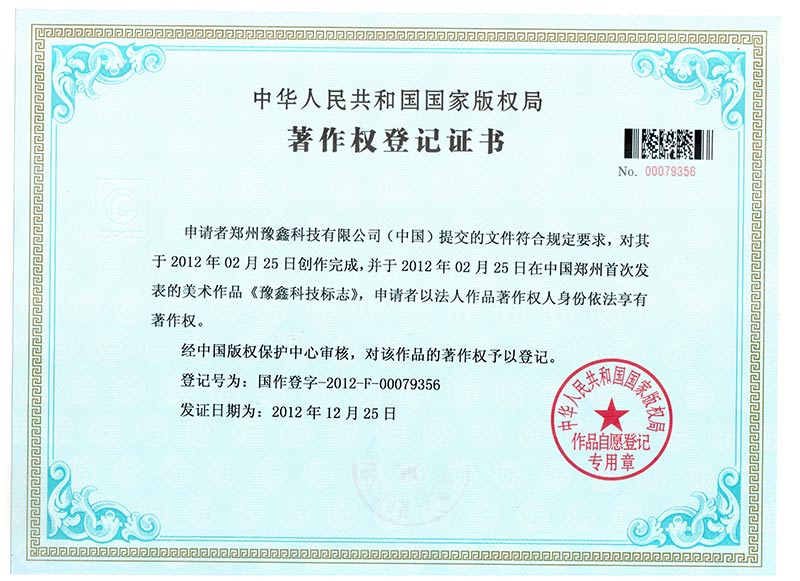 中华人民共和国国家版权局
著作权登记证书
No. 00079356
申请者郑州豫鑫科技有限公司（中国）提交的文件符合规定要求，对其
于 2012 年 02 月 25 日创作完成，并于 2012 年 02 月 25 日在中国郑州首次发
表的美术作品《豫鑫科技标志》，申请者以法人作品著作权人身份依法享有
著作权。
经中国版权保护中心审核，对该作品的著作权予以登记。
登记号为：国作登字-2012-F-00079356
发证日期为：2012 年 12 月 25 日
中华人民共和国国家版权局
作品自愿登记
专用章